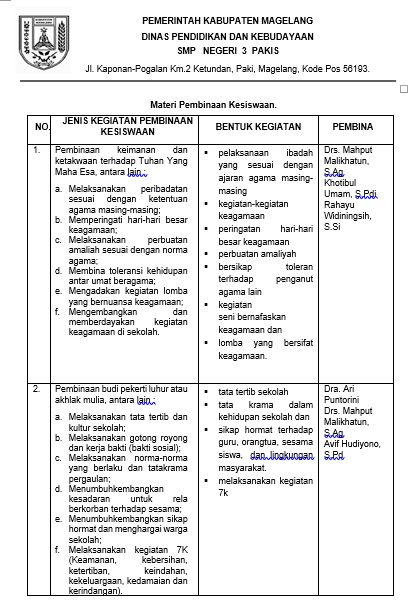 PEMERINTAH KABUPATEN MAGELANG
DINAS PENDIDIKAN DAN KEBUDAYAAN
SMP NEGERI 3 PAKIS
Jl. Kaponan-Pogalan Km.2 Ketundan, Paki, Magelang, Kode Pos 56193.
Materi Pembinaan Kesiswaan.
NO.
JENIS KEGIATAN PEMBINAAN
KESISWAAN
BENTUK KEGIATAN
PEMBINA
1.
Pembinaan keimanan dan
ketakwaan terhadap Tuhan Yang
Maha Esa, antara lain :
a. Melaksanakan peribadatan
sesuai dengan ketentuan
agama masing-masing;
b. Memperingati hari-hari besar
keagamaan;
c. Melaksanakan perbuatan
amaliah sesuai dengan norma
agama;
d. Membina toleransi kehidupan
antar umat beragama;
e. Mengadakan kegiatan lomba
yang bernuansa keagamaan;
f. Mengembangkan dan
memberdayakan kegiatan
keagamaan di sekolah.
▪ pelaksanaan ibadah
yang sesuai dengan
ajaran agama masing-
masing
▪ kegiatan-kegiatan
keagamaan
▪ peringatan hari-hari
besar keagamaan
▪ perbuatan amaliyah
▪ bersikap toleran
terhadap penganut
agama lain
▪ kegiatan
seni bernafaskan
keagamaan dan
▪ lomba yang bersifat
keagamaan.
Drs. Mahput
Malikhatun,
S.Ag
Khotibul
Umam, S.Pdi
Rahayu
Widiningsih,
S.Si
2.
Pembinaan budi pekerti luhur atau
akhlak mulia, antara lain :
a. Melaksanakan tata tertib dan
kultur sekolah;
b. Melaksanakan gotong royong
dan kerja bakti (bakti sosial);
c. Melaksanakan norma-norma
yang berlaku dan tatakrama
pergaulan;
d. Menumbuhkembangkan
kesadaran untuk rela
berkorban terhadap sesama;
e. Menumbuhkembangkan sikap
hormat dan menghargai warga
sekolah;
f. Melaksanakan kegiatan 7K
(Keamanan, kebersihan,
ketertiban, keindahan,
kekeluargaan, kedamaian dan
kerindangan).
▪ tata tertib sekolah
▪ tata krama dalam
kehidupan sekolah dan
▪ sikap hormat terhadap
guru, orangtua, sesama
siswa, dan lingkungan
masyarakat.
▪ melaksanakan kegiatan
7k
Dra. Ari
Puntorini
Drs. Mahput
Malikhatun,
S.Ag
Avif Hudiyono,
S.Pd